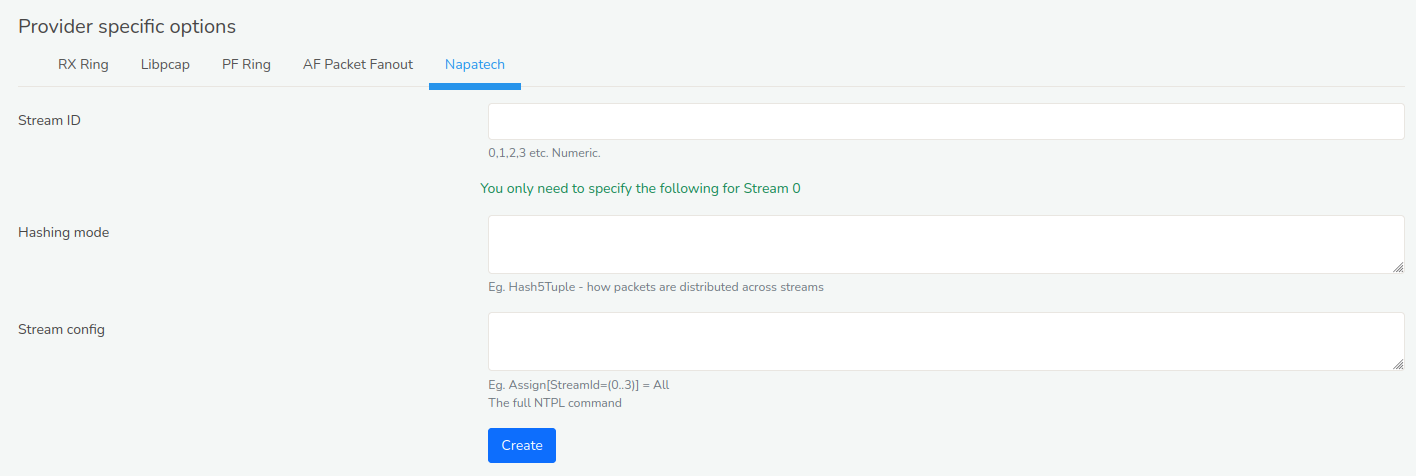 Provider specific options
RX Ring Libpcap PF Ring AF Packet Fanout Napatech
Stream ID
0,1,2,3 etc. Numeric.
You only need to specify the following for Stream 0
Hashing mode
Eg. Hash5Tuple - how packets are distributed across streams
Stream config
Eg. Assign[StreamId=(0..3)] = All
The full NTPL command
Create